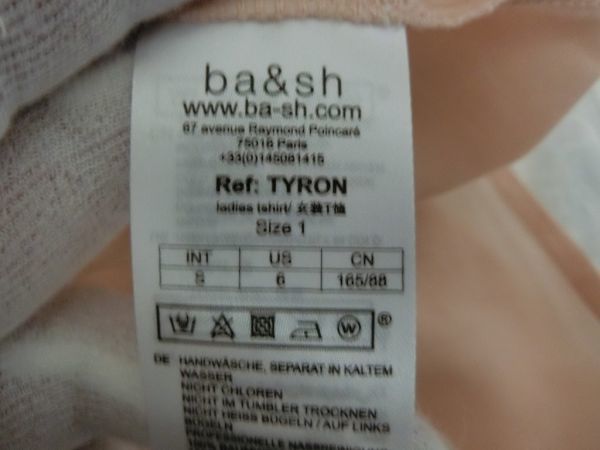 ba&sh
www.ba-sh.com
67 avenue Raymond Poincaré
75016 Paris
+33(0)145081415
Ref: TYRON
ladies tshirt/ 女装T恤
Size 1
INT US CN
S 6 165/88
W ®
DE HANDWÄSCHE, SEPARAT IN KALTEM
WASSER
NICHT CHLOREN
NICHT IM TUMBLER TROCKNEN
NICHT HEISS BÜGELN / AUF LINKS
BÜGELN
PROFESSIONELLE NASSREINIGUNG